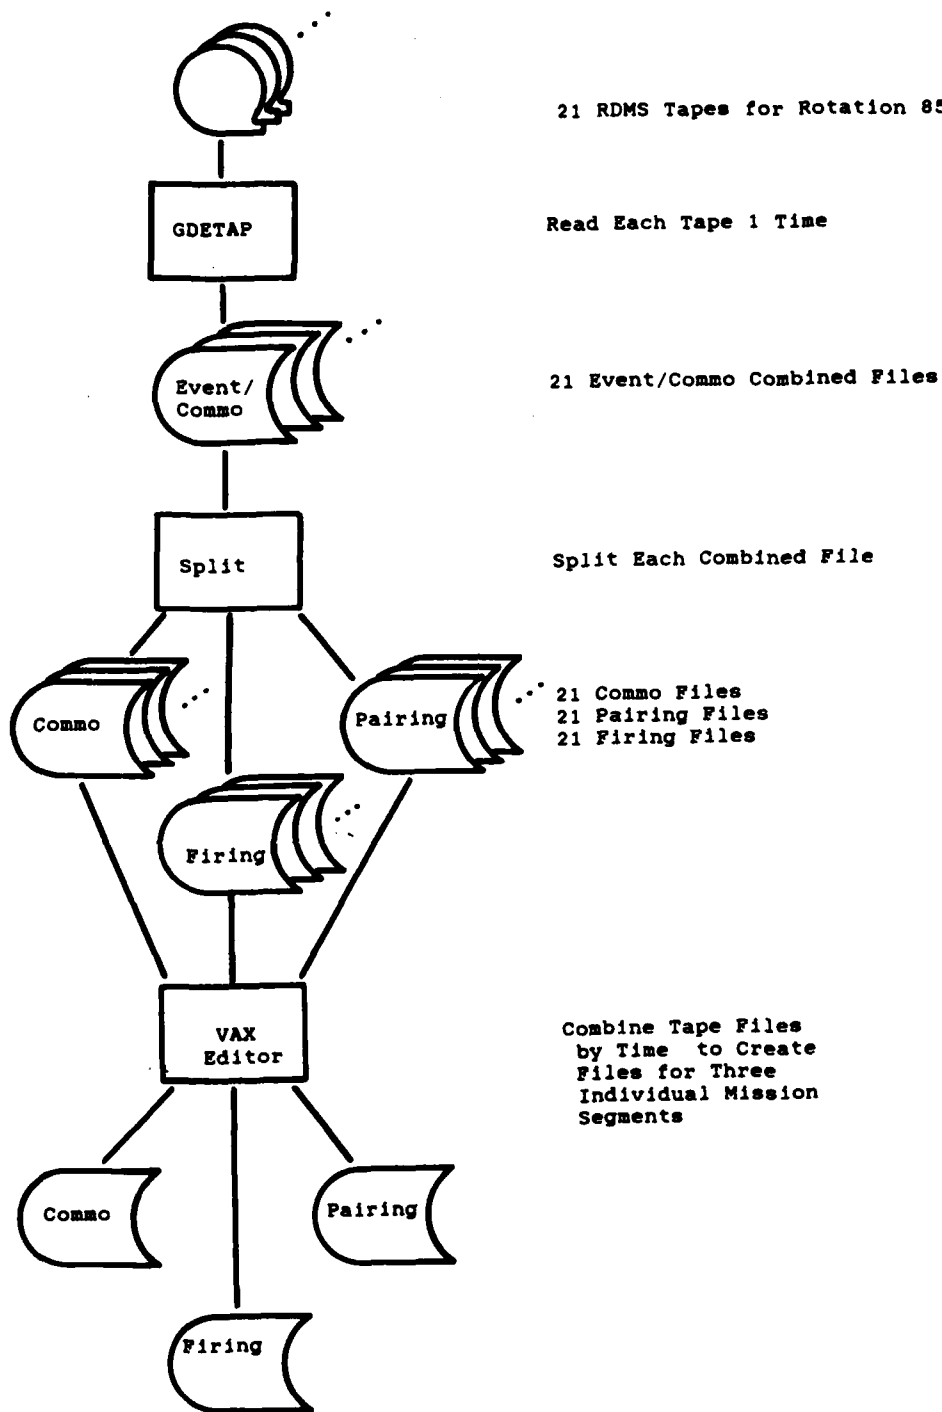 21 RDMS Tapes for Rotation 85
GDETAP
Read Each Tape 1 Time
Event/
Commo
21 Event/Commo Combined Files
Split
Split Each Combined File
Commo
Pairing
21 Commo Files
21 Pairing Files
21 Firing Files
Firing
VAX
Editor
Combine Tape Files
by Time to Create
Files for Three
Individual Mission
Segments
Commo
Pairing
Firing